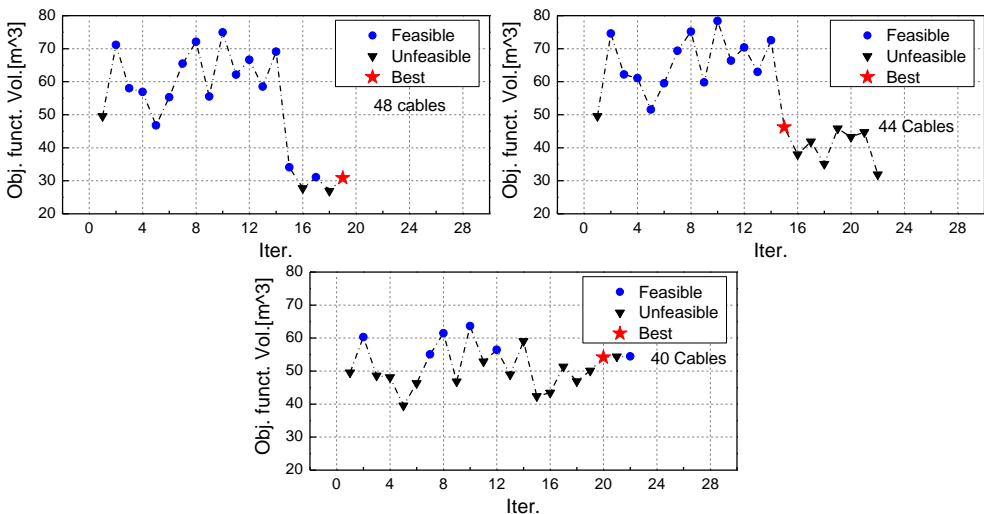 Obj. funct. Vol.[m^3]
80
70
60
50
40
30
20
0 4 8 12 16 20 24 28
Iter.
Feasible
Unfeasible
Best
48 cables
Obj. funct. Vol.[m^3]
80
70
60
50
40
30
20
0 4 8 12 16 20 24 28
Iter.
Feasible
Unfeasible
Best
44 Cables
Obj. funct. Vol.[m^3]
80
70
60
50
40
30
20
0 4 8 12 16 20 24 28
Iter.
Feasible
Unfeasible
Best
40 Cables